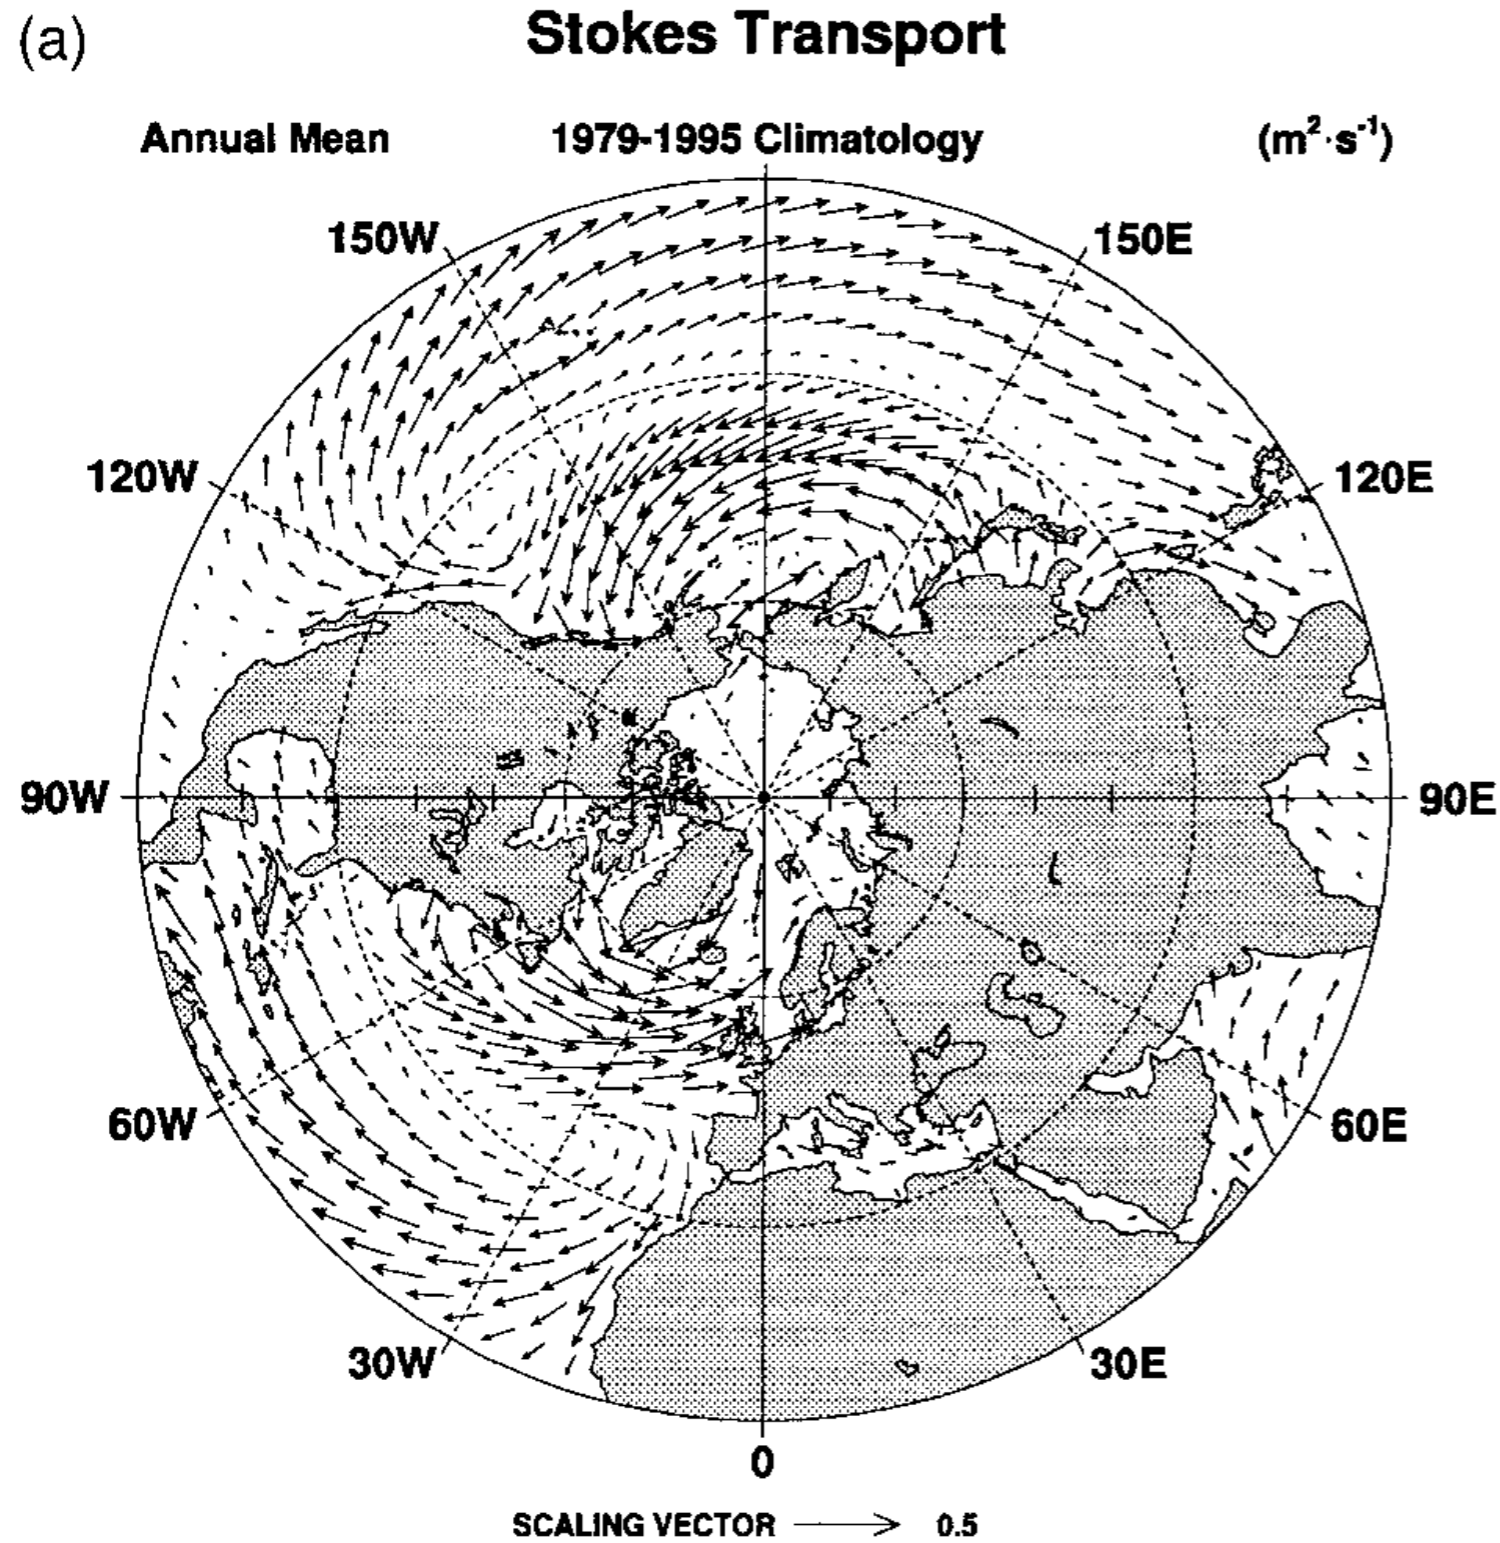 (a)
Stokes Transport
Annual Mean 1979-1995 Climatology (m²·s⁻¹)
150W 150E
120W 120E
90W 90E
60W 60E
30W 30E
0
SCALING VECTOR 0.5